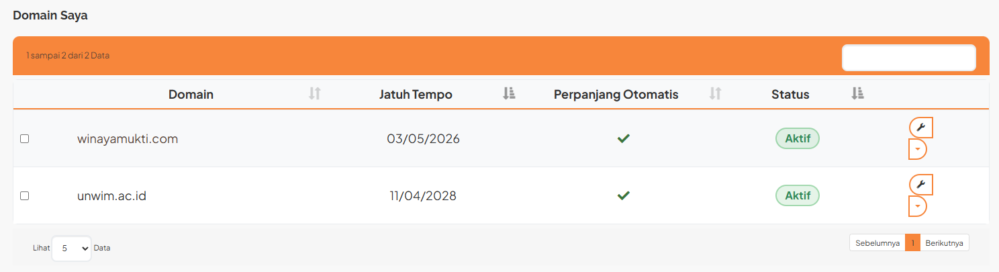 Domain Saya
1 sampai 2 dari 2 Data
Domain Jatuh Tempo Perpanjang Otomatis Status
winayamukti.com 03/05/2026 Aktif
unwim.ac.id 11/04/2028 Aktif
Lihat 5 Data Sebelumnya 1 Berikutnya